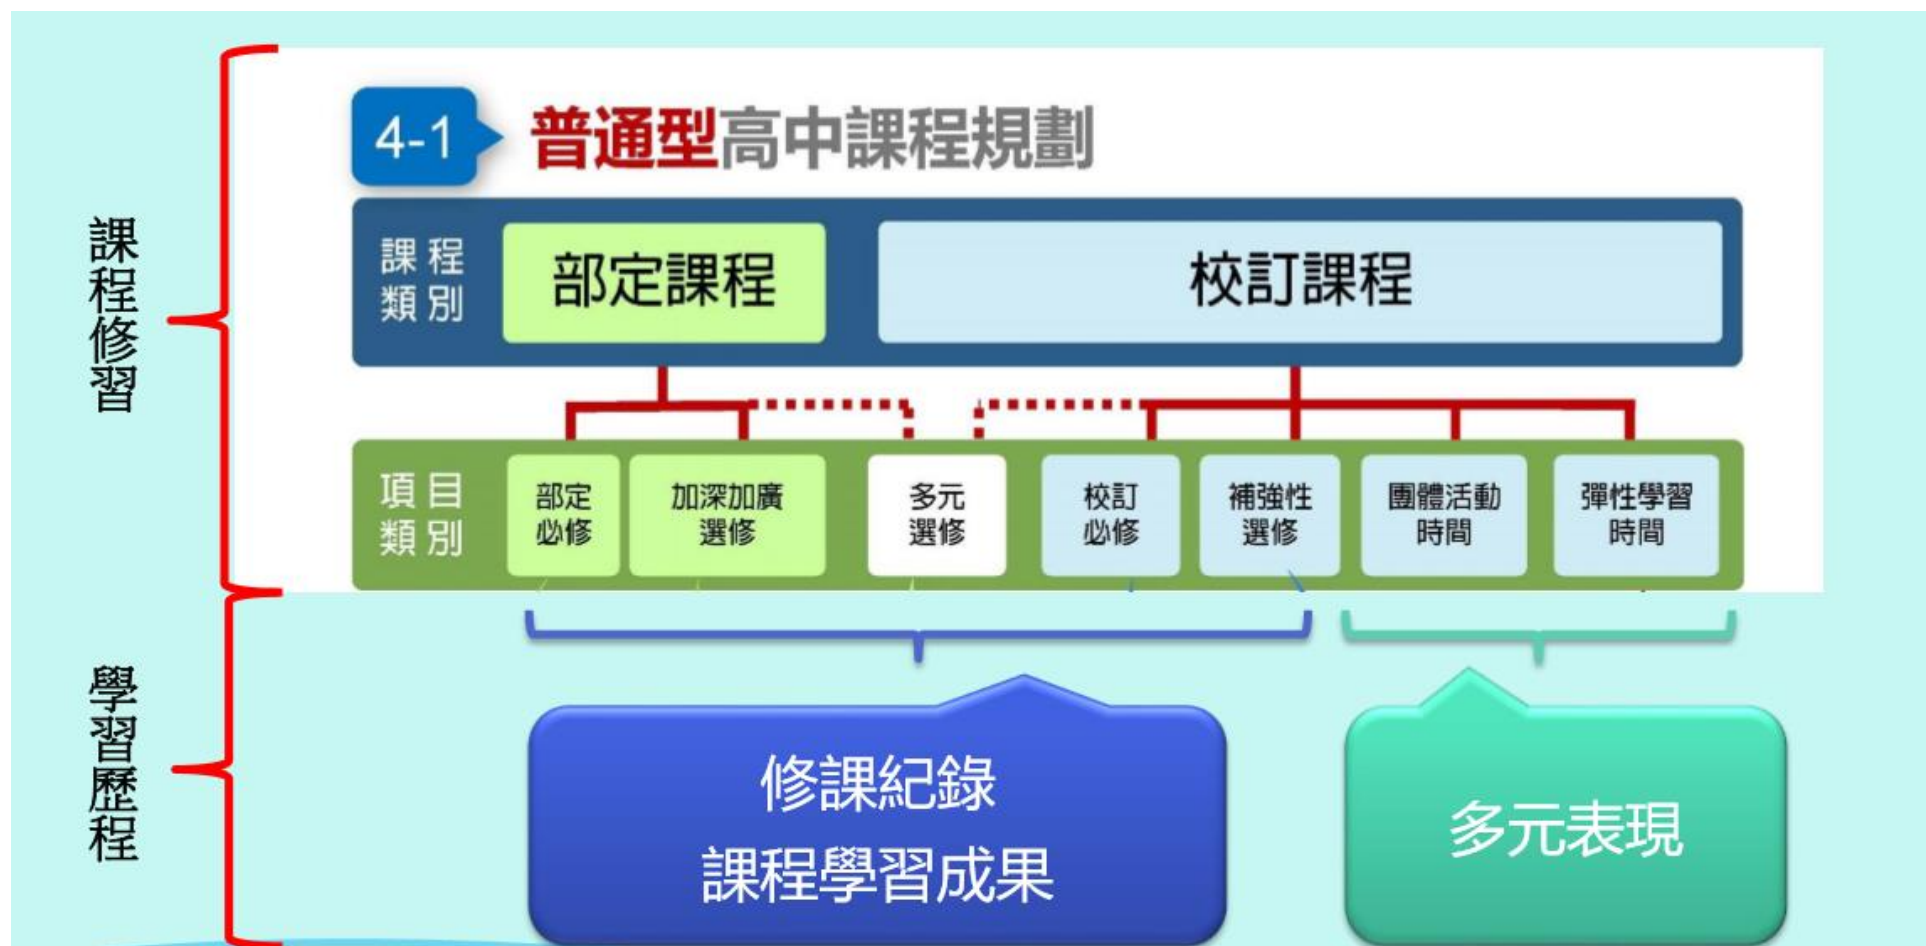 課程修習
4-1
普通型高中課程規劃
課程
類別
部定課程
校訂課程
項目
類別
部定
必修
加深加廣
選修
多元
選修
校訂
必修
補強性
選修
團體活動
時間
彈性學習
時間
學習歷程
修課紀錄
課程學習成果
多元表現